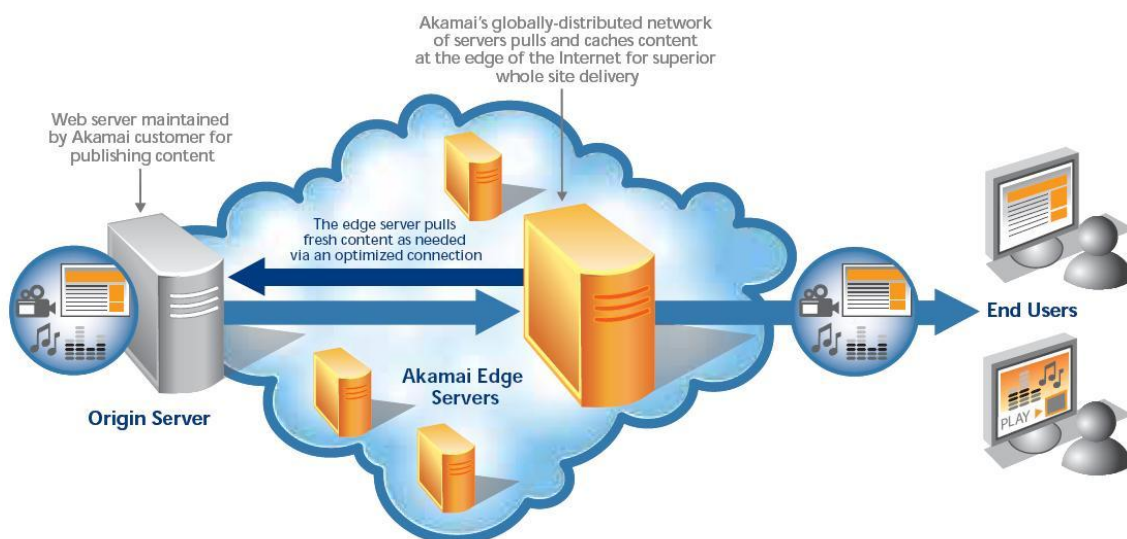 Akamai's globally-distributed network
of servers pulls and caches content
at the edge of the Internet for superior
whole site delivery
Web server maintained
by Akamai customer for
publishing content
The edge server pulls
fresh content as needed
via an optimized connection
End Users
Akamai Edge
Servers
Origin Server
PLAY